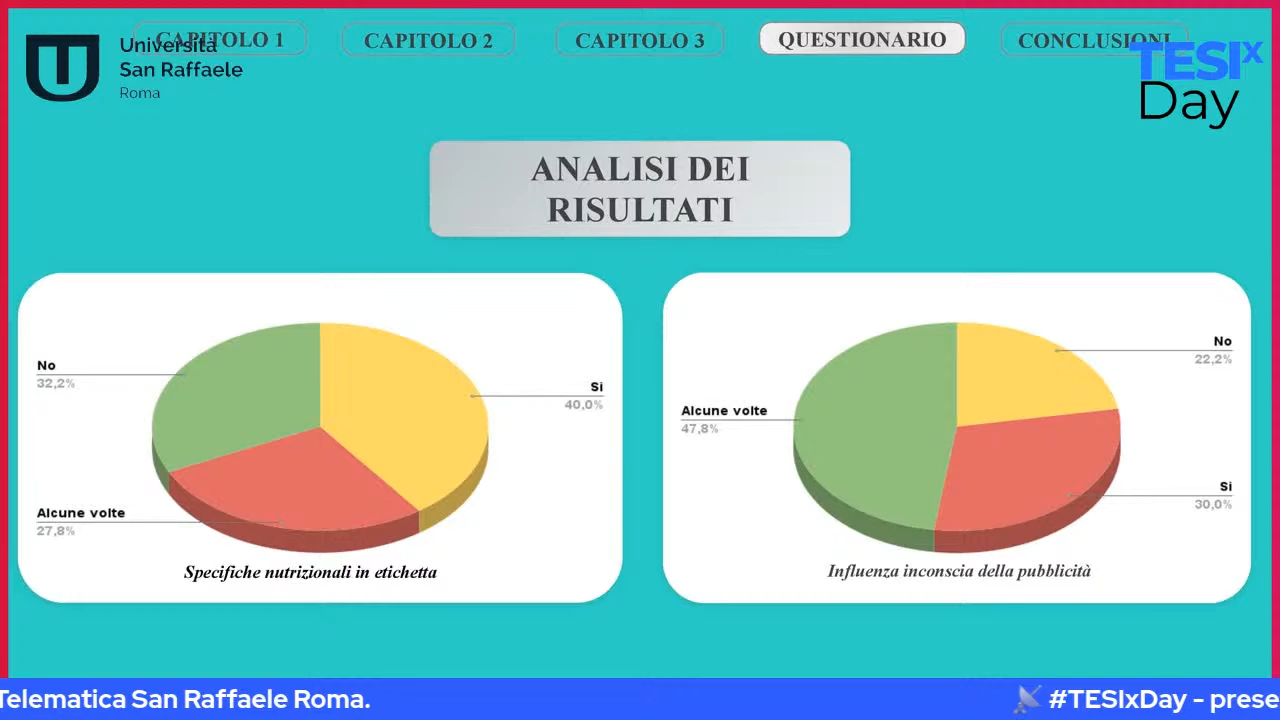 CAPITOLO 1
CAPITOLO 2
CAPITOLO 3
QUESTIONARIO
CONCLUSIONI
Università
San Raffaele
Roma
TESIx
Day
ANALISI DEI
RISULTATI
No
32,2%
Si
40,0%
Alcune volte
27,8%
Specifiche nutrizionali in etichetta
No
22,2%
Alcune volte
47,8%
Si
30,0%
Influenza inconscia della pubblicità
Telematica San Raffaele Roma.
#TESIxDay - prese